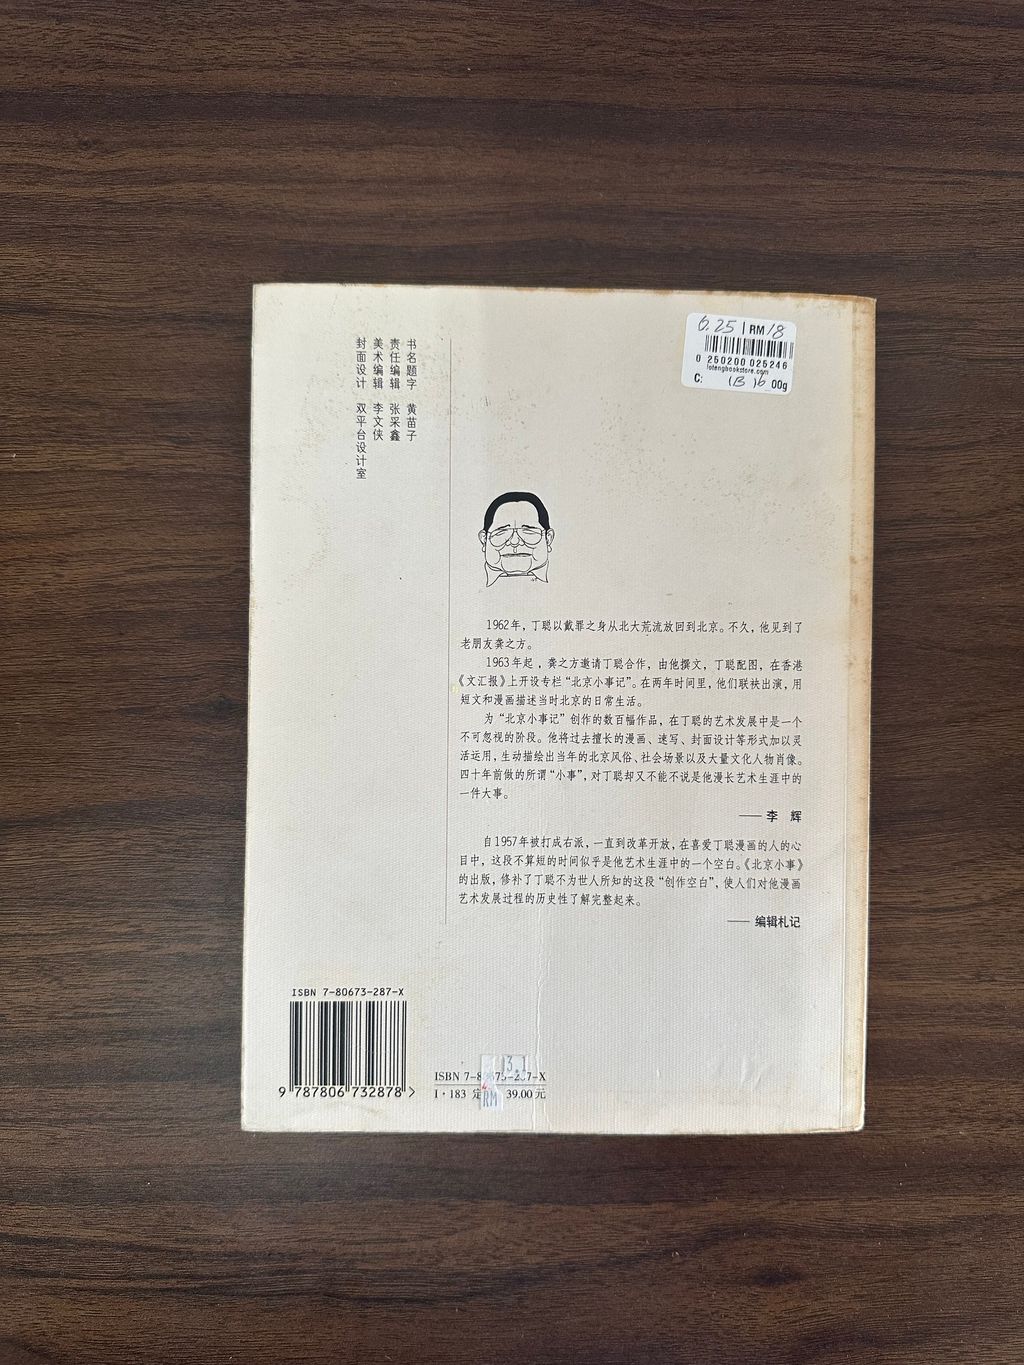 书名题字 黄苗子
责任编辑 张采鑫
美术编辑 李文侠
封面设计 双平台设计室
6.25 RM 18
0 250200 025246
lotengbookstore.com
C: 1B 16 00g
1962年，丁聪以戴罪之身从北大荒流放回到北京。不久，他见到了
老朋友龚之方。
1963年起，龚之方邀请丁聪合作，由他撰文，丁聪配图，在香港
《文汇报》上开设专栏“北京小事记”。在两年时间里，他们联袂出演，用
短文和漫画描述当时北京的日常生活。
为“北京小事记”创作的数百幅作品，在丁聪的艺术发展中是一个
不可忽视的阶段。他将过去擅长的漫画、速写、封面设计等形式加以灵
活运用，生动描绘出当年的北京风俗、社会场景以及大量文化人物肖像。
四十年前做的所谓“小事”，对丁聪却又不能不说是他漫长艺术生涯中的
一件大事。
—— 李 辉
自1957年被打成右派，一直到改革开放，在喜爱丁聪漫画的人的心
目中，这段不算短的时间似乎是他艺术生涯中的一个空白。《北京小事》
的出版，修补了丁聪不为世人所知的这段“创作空白”，使人们对他漫画
艺术发展过程的历史性了解完整起来。
—— 编辑札记
ISBN 7-80673-287-X
9 787806 732878 >
ISBN 7-8 7-X
I·183 定 39.00元
3.1
RM